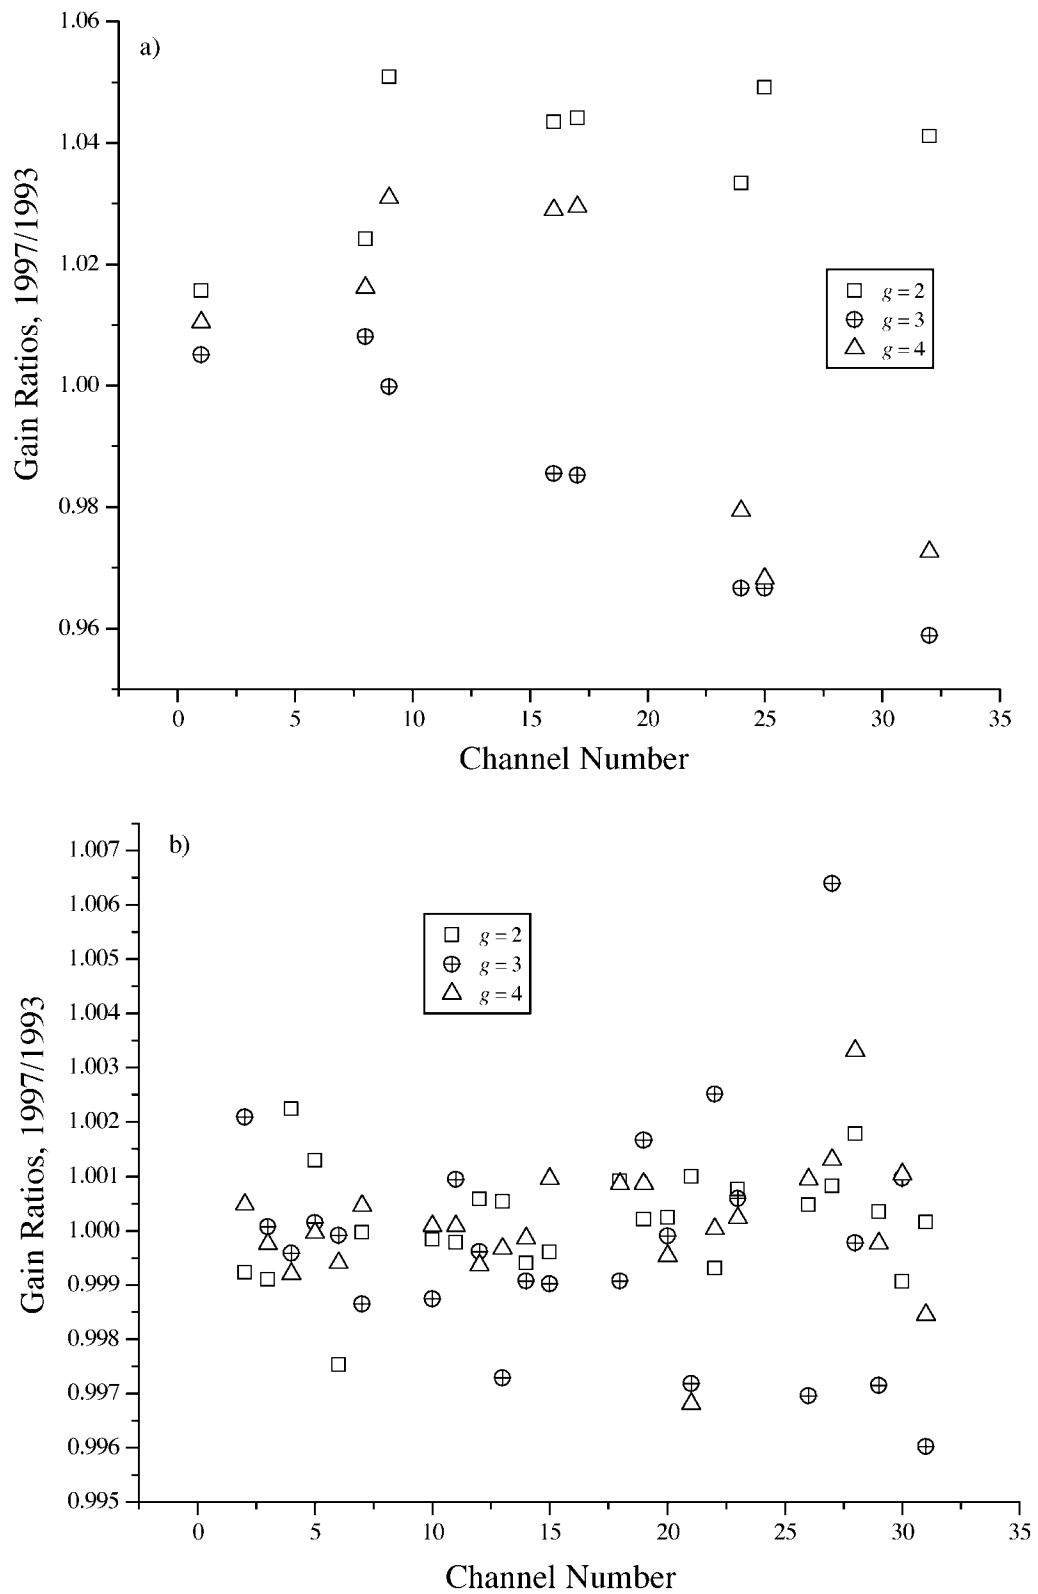 a)
1.06
1.04
1.02
1.00
0.98
0.96
Gain Ratios, 1997/1993
g = 2
g = 3
g = 4
0 5 10 15 20 25 30 35
Channel Number
b)
1.007
1.006
1.005
1.004
1.003
1.002
1.001
1.000
0.999
0.998
0.997
0.996
0.995
Gain Ratios, 1997/1993
g = 2
g = 3
g = 4
0 5 10 15 20 25 30 35
Channel Number